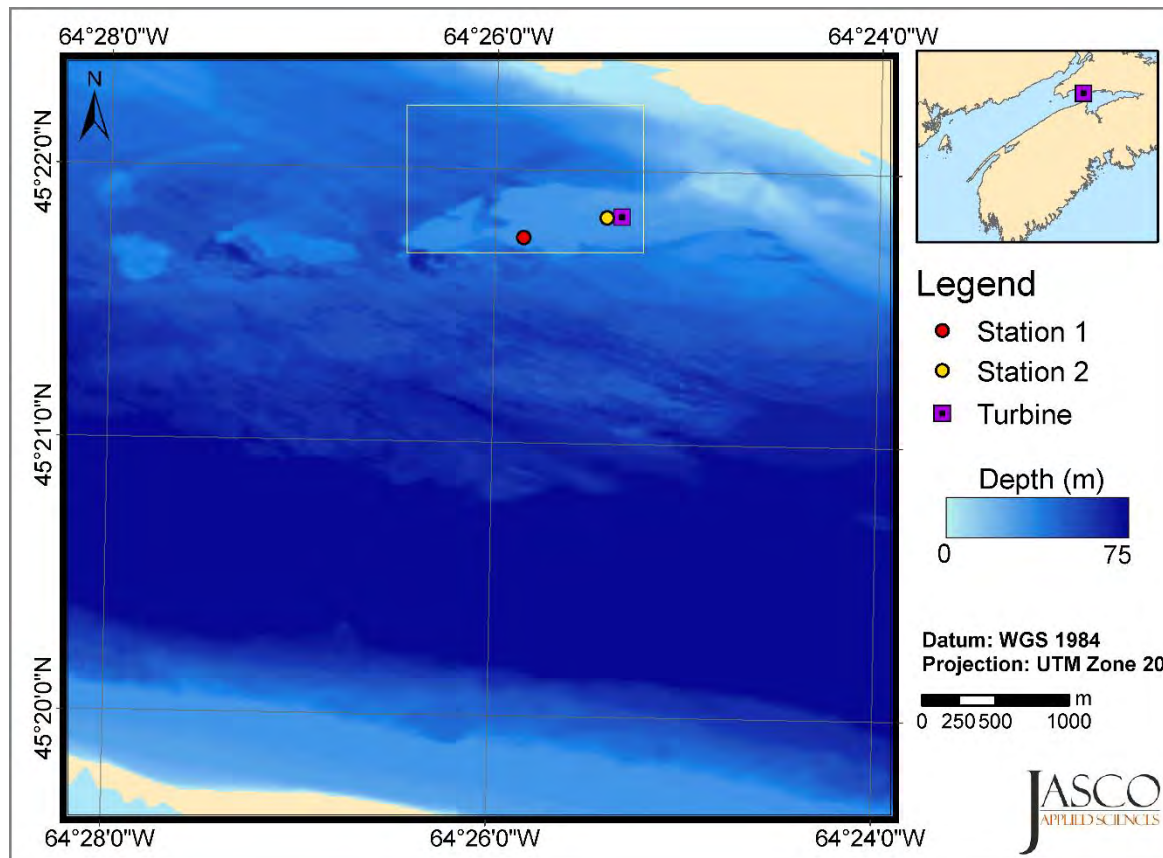 64°28'0"W 64°26'0"W 64°24'0"W
N
45°22'0"N
45°21'0"N
45°20'0"N
64°28'0"W 64°26'0"W 64°24'0"W
Legend
Station 1
Station 2
Turbine
Depth (m)
0 75
Datum: WGS 1984
Projection: UTM Zone 20
m
0 250 500 1000
JASCO
APPLIED SCIENCES